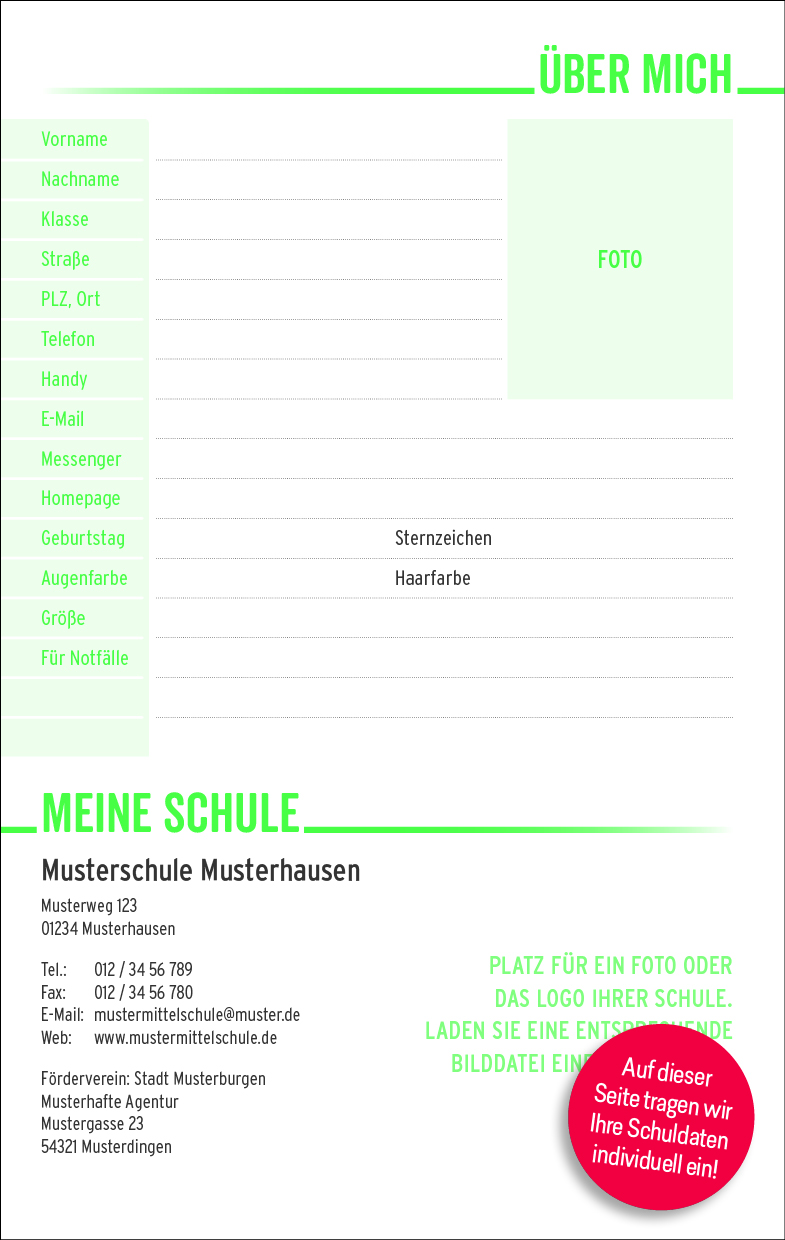 ÜBER MICH
Vorname
Nachname
Klasse
Straße
FOTO
PLZ, Ort
Telefon
Handy
E-Mail
Messenger
Homepage
Geburtstag Sternzeichen
Augenfarbe Haarfarbe
Größe
Für Notfälle
MEINE SCHULE
Musterschule Musterhausen
Musterweg 123
01234 Musterhausen
Tel.: 012 / 34 56 789
Fax: 012 / 34 56 780
E-Mail: mustermittelschule@muster.de
Web: www.mustermittelschule.de
Förderverein: Stadt Musterburgen
Musterhafte Agentur
Mustergasse 23
54321 Musterdingen
PLATZ FÜR EIN FOTO ODER
DAS LOGO IHRER SCHULE.
LADEN SIE EINE ENTSPRECHENDE
BILDDATEI
Auf dieser
Seite tragen wir
Ihre Schuldaten
individuell ein!